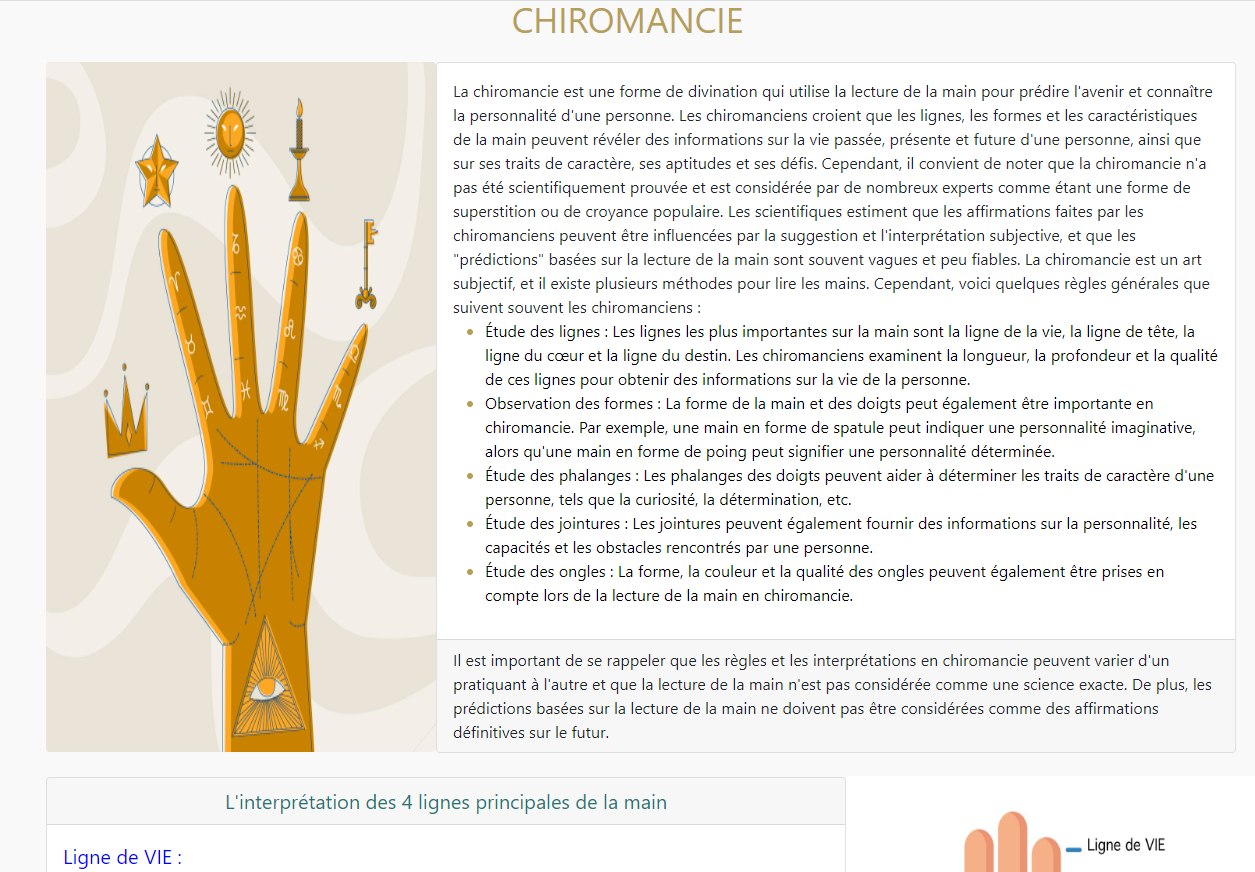 CHIROMANCIE
La chiromancie est une forme de divination qui utilise la lecture de la main pour prédire l'avenir et connaître
la personnalité d'une personne. Les chiromanciens croient que les lignes, les formes et les caractéristiques
de la main peuvent révéler des informations sur la vie passée, présente et future d'une personne, ainsi que
sur ses traits de caractère, ses aptitudes et ses défis. Cependant, il convient de noter que la chiromancie n'a
pas été scientifiquement prouvée et est considérée par de nombreux experts comme étant une forme de
superstition ou de croyance populaire. Les scientifiques estiment que les affirmations faites par les
chiromanciens peuvent être influencées par la suggestion et l'interprétation subjective, et que les
"prédictions" basées sur la lecture de la main sont souvent vagues et peu fiables. La chiromancie est un art
subjectif, et il existe plusieurs méthodes pour lire les mains. Cependant, voici quelques règles générales que
suivent souvent les chiromanciens :
Étude des lignes : Les lignes les plus importantes sur la main sont la ligne de la vie, la ligne de tête, la
ligne du cœur et la ligne du destin. Les chiromanciens examinent la longueur, la profondeur et la qualité
de ces lignes pour obtenir des informations sur la vie de la personne.
Observation des formes : La forme de la main et des doigts peut également être importante en
chiromancie. Par exemple, une main en forme de spatule peut indiquer une personnalité imaginative,
alors qu'une main en forme de poing peut signifier une personnalité déterminée.
Étude des phalanges : Les phalanges des doigts peuvent aider à déterminer les traits de caractère d'une
personne, tels que la curiosité, la détermination, etc.
Étude des jointures : Les jointures peuvent également fournir des informations sur la personnalité, les
capacités et les obstacles rencontrés par une personne.
Étude des ongles : La forme, la couleur et la qualité des ongles peuvent également être prises en
compte lors de la lecture de la main en chiromancie.
Il est important de se rappeler que les règles et les interprétations en chiromancie peuvent varier d'un
pratiquant à l'autre et que la lecture de la main n'est pas considérée comme une science exacte. De plus, les
prédictions basées sur la lecture de la main ne doivent pas être considérées comme des affirmations
définitives sur le futur.
L'interprétation des 4 lignes principales de la main
Ligne de VIE :
Ligne de VIE